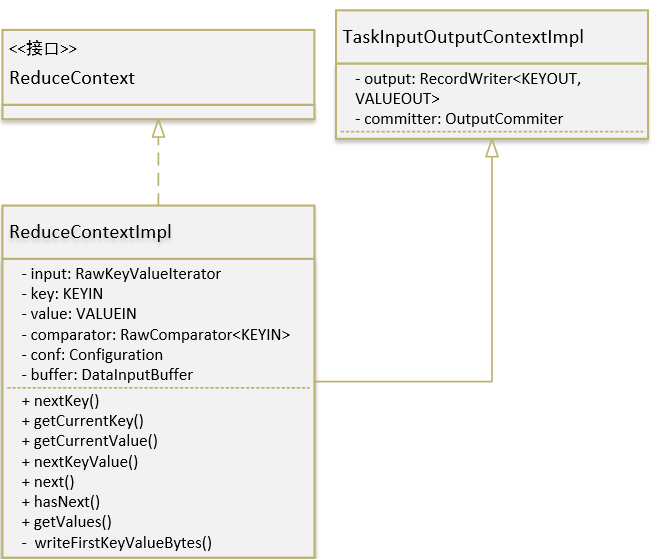 <<接口>>
ReduceContext
TaskInputOutputContextImpl
- output: RecordWriter<KEYOUT,
VALUEOUT>
- committer: OutputCommiter
ReduceContextImpl
- input: RawKeyValueIterator
- key: KEYIN
- value: VALUEIN
- comparator: RawComparator<KEYIN>
- conf: Configuration
- buffer: DataInputBuffer
+ nextKey()
+ getCurrentKey()
+ getCurrentValue()
+ nextKeyValue()
+ next()
+ hasNext()
+ getValues()
- writeFirstKeyValueBytes()